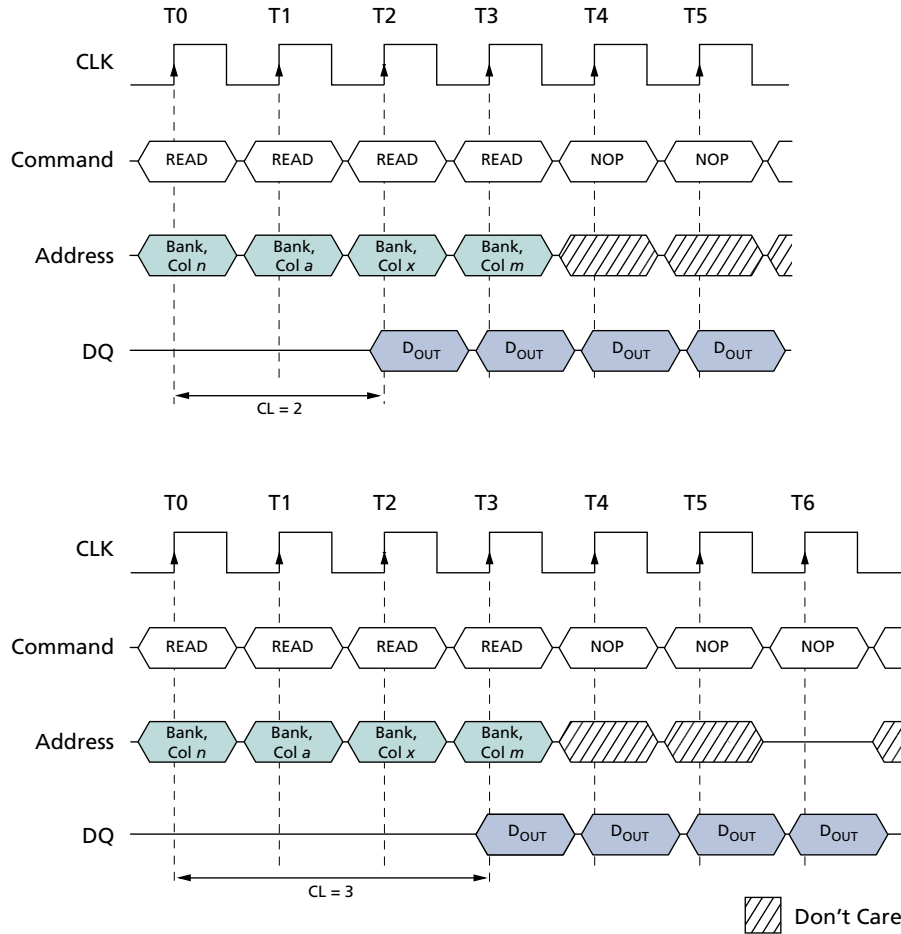 T0 T1 T2 T3 T4 T5
CLK
Command READ READ READ READ NOP NOP
Address Bank, Col n Bank, Col a Bank, Col x Bank, Col m
DQ DOUT DOUT DOUT DOUT
CL = 2
T0 T1 T2 T3 T4 T5 T6
CLK
Command READ READ READ READ NOP NOP NOP
Address Bank, Col n Bank, Col a Bank, Col x Bank, Col m
DQ DOUT DOUT DOUT DOUT
CL = 3
Don't Care